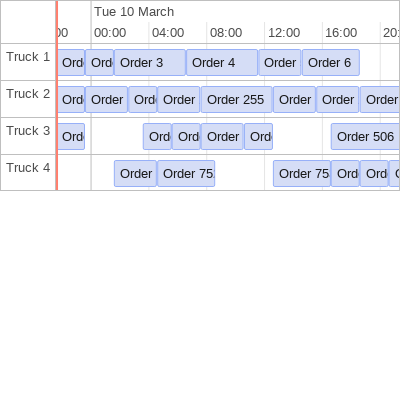 Tue 10 March
00 00:00 04:00 08:00 12:00 16:00 20:
Truck 1 Ord Ord Order 3 Order 4 Order Order 6
Truck 2 Ord Order Ord Order Order 255 Order Order Order
Truck 3 Ord Ord Ord Order Ord Order 506
Truck 4 Order Order 75 Order 75 Ord Ord